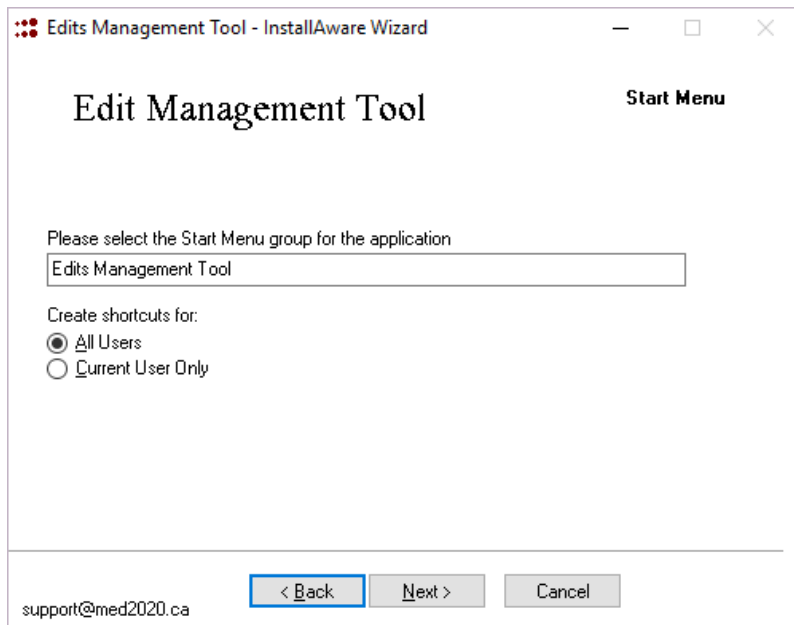 Edits Management Tool - InstallAware Wizard
Edit Management Tool
Start Menu
Please select the Start Menu group for the application
Edits Management Tool
Create shortcuts for:
All Users
Current User Only
< Back
Next >
Cancel
support@med2020.ca